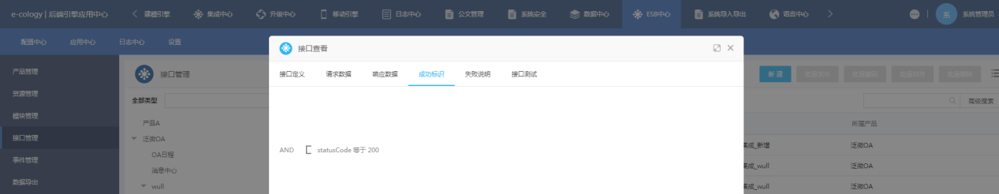 e-cology | 后端引擎应用中心 建模引擎 集成中心 升级中心 移动引擎 日志中心 公文管理 系统安全 数据中心 ESB中心 系统导入导出 语言中心 系 系统管理员
配置中心 应用中心 日志中心 设置
接口查看
产品管理
接口管理
接口定义 请求数据 响应数据 成功标识 失败说明 接口测试
新 建
资源管理
全部类型
高级搜索
模块管理
产品A
所属产品
接口管理
泛微OA
集成_新增 泛微OA
AND statusCode 等于 200
OA日程
事件管理
消息中心
集成_wull 泛微OA
数据导出
wull
集成_wull 泛微OA